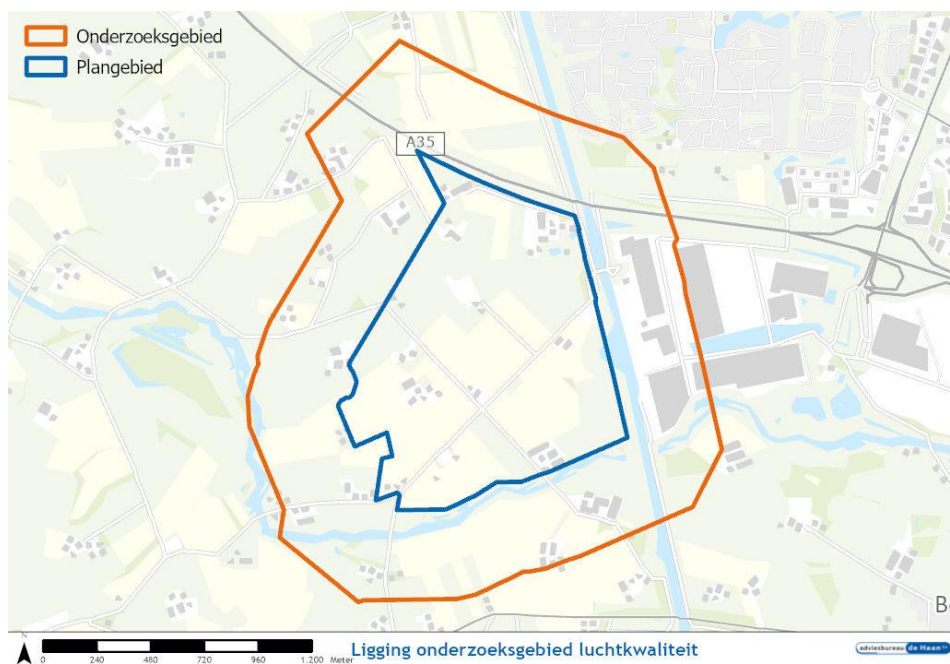 Onderzoeksgebied
Plangebied
A35
B
N
0 240 480 720 960 1.200 Meter
Ligging onderzoeksgebied luchtkwaliteit
adviesbureau de Haan